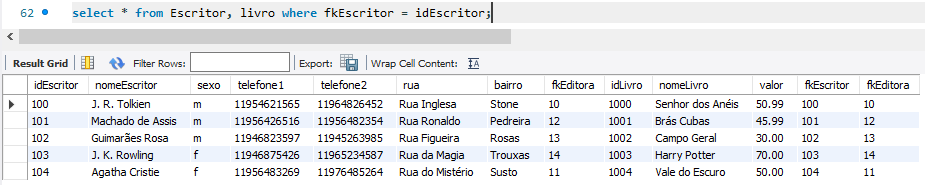 62 select * from Escritor, livro where fkEscritor = idEscritor;
Result Grid Filter Rows: Export: Wrap Cell Content:
idEscritor nomeEscritor sexo telefone1 telefone2 rua bairro fkEditora idLivro nomeLivro valor fkEscritor fkEditora
100 J. R. Tolkien m 11954621565 11964826452 Rua Inglesa Stone 10 1000 Senhor dos Anéis 50.99 100 10
101 Machado de Assis m 11956426516 11956482354 Rua Ronaldo Pedreira 12 1001 Brás Cubas 45.99 101 12
102 Guimarães Rosa m 11946823597 11945263985 Rua Figueira Rosas 13 1002 Campo Geral 30.00 102 13
103 J. K. Rowling f 11946875426 11965234587 Rua da Magia Trouxas 14 1003 Harry Potter 70.00 103 14
104 Agatha Cristie f 11956483269 11976485264 Rua do Mistério Susto 11 1004 Vale do Escuro 50.00 104 11